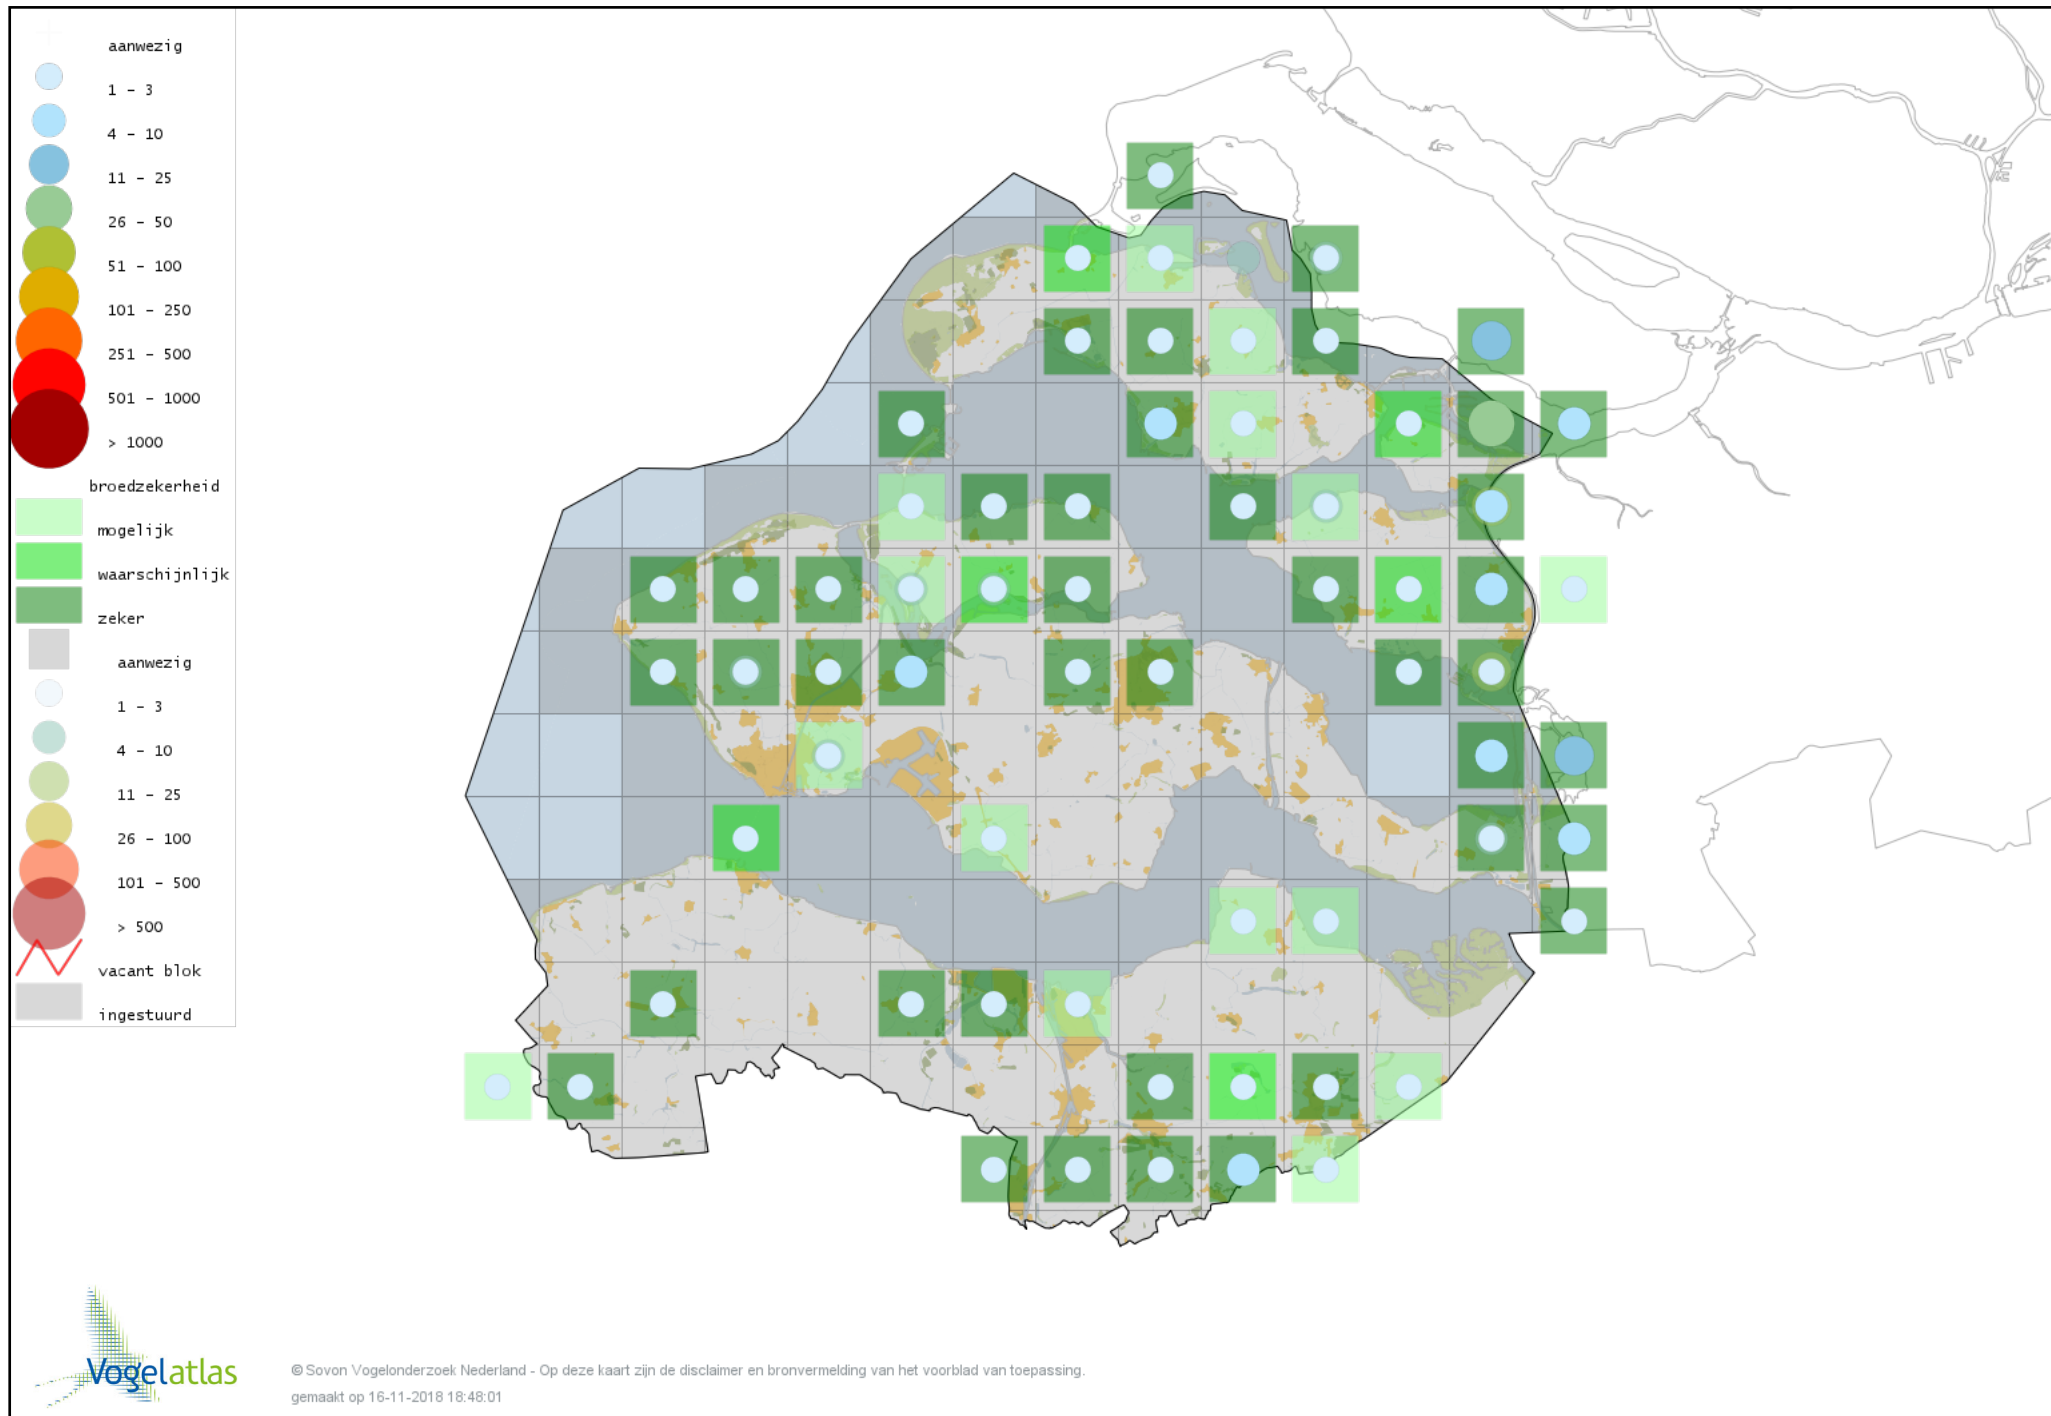 aanwezig
1 - 3
4 - 10
11 - 25
26 - 50
51 - 100
101 - 250
251 - 500
501 - 1000
> 1000
broedzekerheid
mogelijk
waarschijnlijk
zeker
aanwezig
1 - 3
4 - 10
11 - 25
26 - 100
101 - 500
> 500
vacant blok
ingestuurd
Vogelatlas
© Sovon Vogelonderzoek Nederland - Op deze kaart zijn de disclaimer en bronvermelding van het voorblad van toepassing.
gemaakt op 16-11-2018 18:48:01